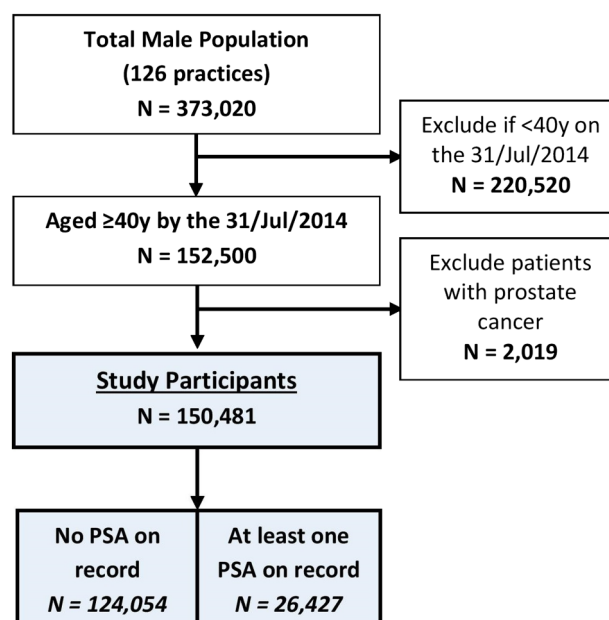 Total Male Population
(126 practices)
N = 373,020
Exclude if <40y on
the 31/Jul/2014
N = 220,520
Aged ≥40y by the 31/Jul/2014
N = 152,500
Exclude patients
with prostate
cancer
N = 2,019
Study Participants
N = 150,481
No PSA on
record
N = 124,054
At least one
PSA on record
N = 26,427